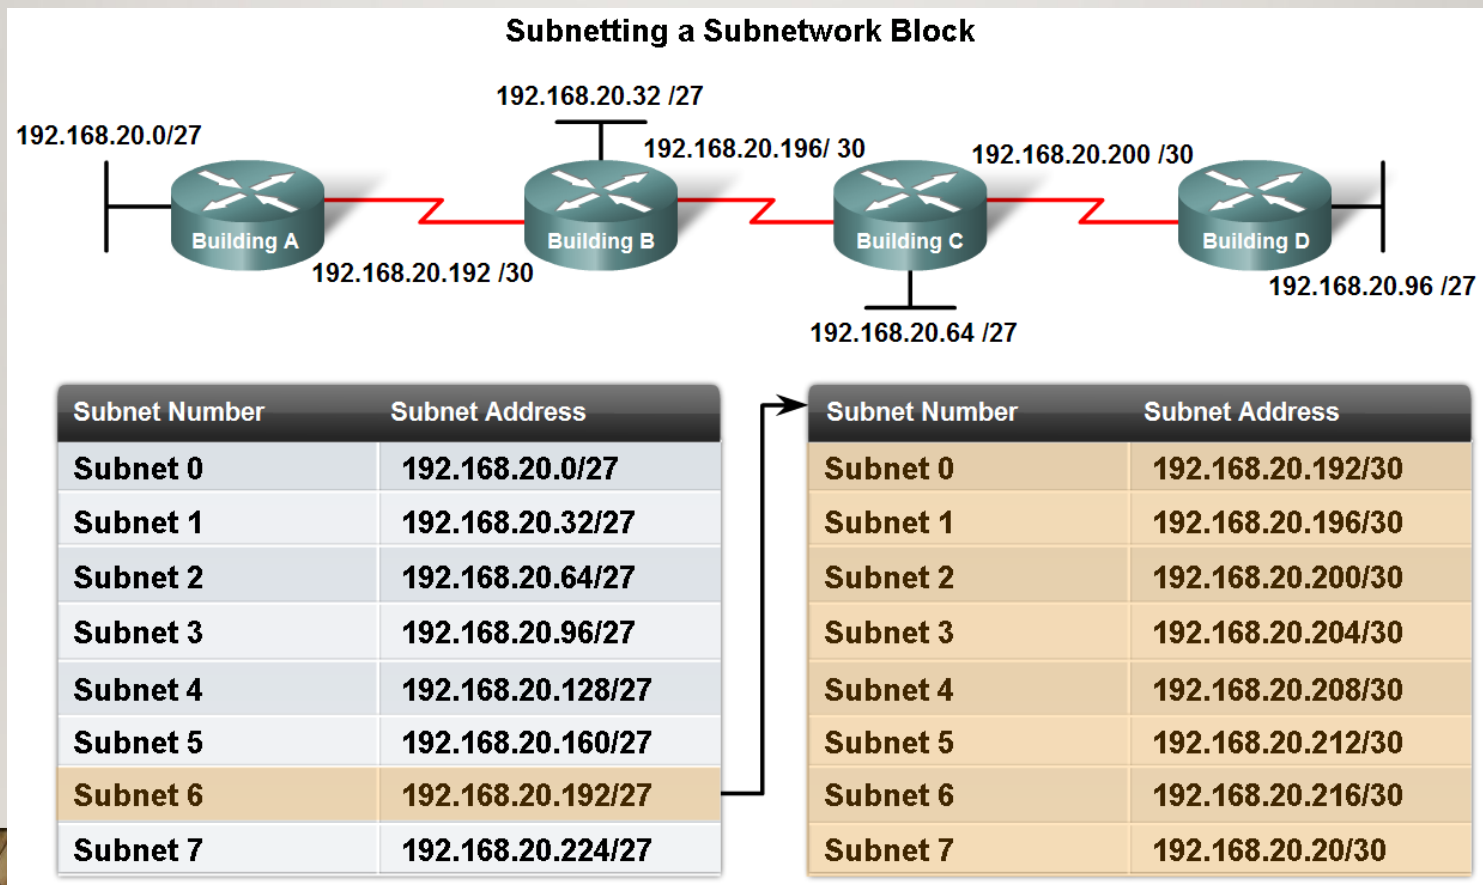 Subnetting a Subnetwork Block
192.168.20.32 /27
192.168.20.0/27
192.168.20.196/ 30
192.168.20.200 /30
Building A
Building B
Building C
Building D
192.168.20.192 /30
192.168.20.96 /27
192.168.20.64 /27
Subnet Number Subnet Address
Subnet 0 192.168.20.0/27
Subnet 1 192.168.20.32/27
Subnet 2 192.168.20.64/27
Subnet 3 192.168.20.96/27
Subnet 4 192.168.20.128/27
Subnet 5 192.168.20.160/27
Subnet 6 192.168.20.192/27
Subnet 7 192.168.20.224/27
Subnet Number Subnet Address
Subnet 0 192.168.20.192/30
Subnet 1 192.168.20.196/30
Subnet 2 192.168.20.200/30
Subnet 3 192.168.20.204/30
Subnet 4 192.168.20.208/30
Subnet 5 192.168.20.212/30
Subnet 6 192.168.20.216/30
Subnet 7 192.168.20.20/30